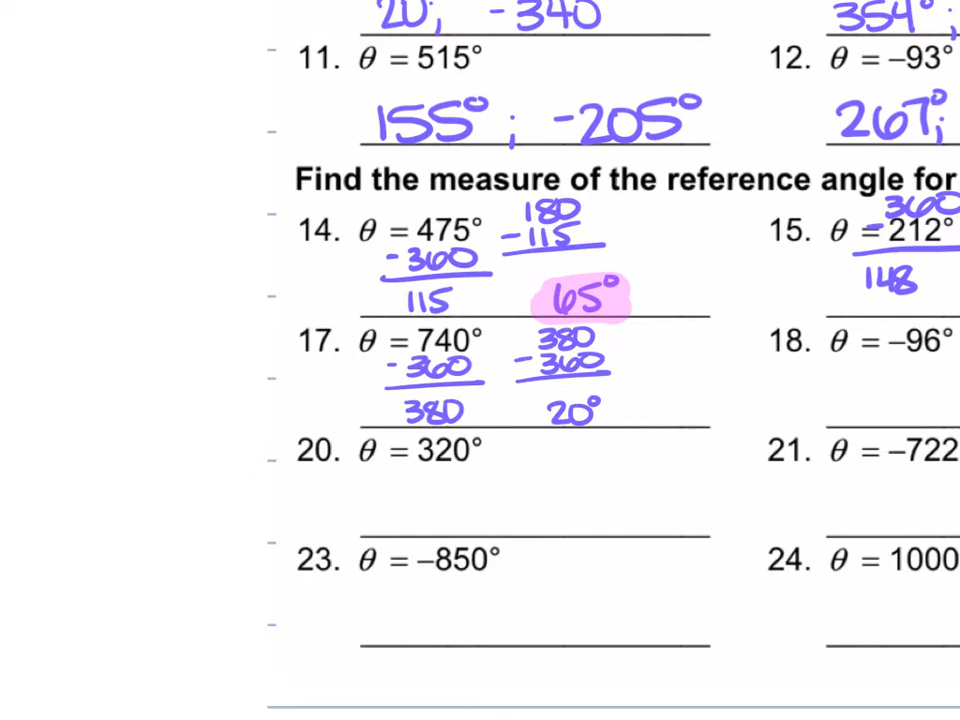 20; -340 354°;
11. θ = 515° 12. θ = –93°
155° ; -205° 267°;
Find the measure of the reference angle for
180 360
14. θ = 475° -115 15. θ = 212°
-360 -
115 65° 148
17. θ = 740° 380 18. θ = –96°
-360 -360
380 20°
20. θ = 320° 21. θ = –722
23. θ = –850° 24. θ = 1000